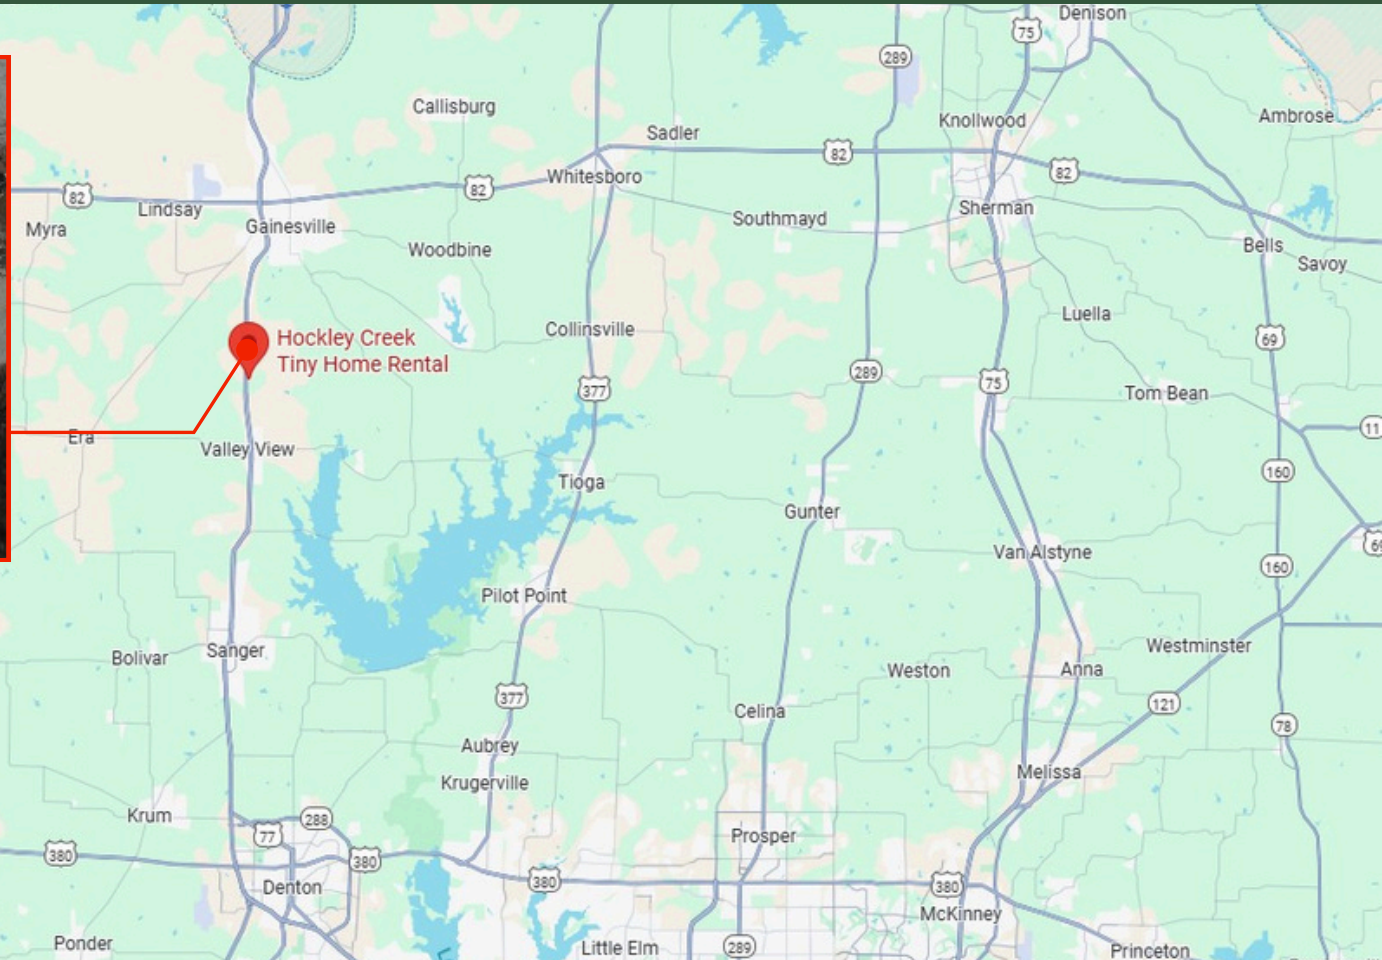 Denison
75
289
Callisburg
Ambrose
Knollwood
Sadler
82
82
Whitesboro
82
82
Lindsay
Sherman
Southmayd
Gainesville
Myra
Woodbine
Bells
Savoy
Luella
Collinsville
Hockley Creek
Tiny Home Rental
69
289
377
75
Tom Bean
11
Era
Valley View
160
Tioga
Gunter
Van Alstyne
69
160
Pilot Point
Westminster
Sanger
Bolivar
Weston
Anna
377
121
Celina
78
Aubrey
Melissa
Krugerville
Krum
288
77
Prosper
380
380
380
380
Denton
McKinney
Ponder
Little Elm
289
Princeton